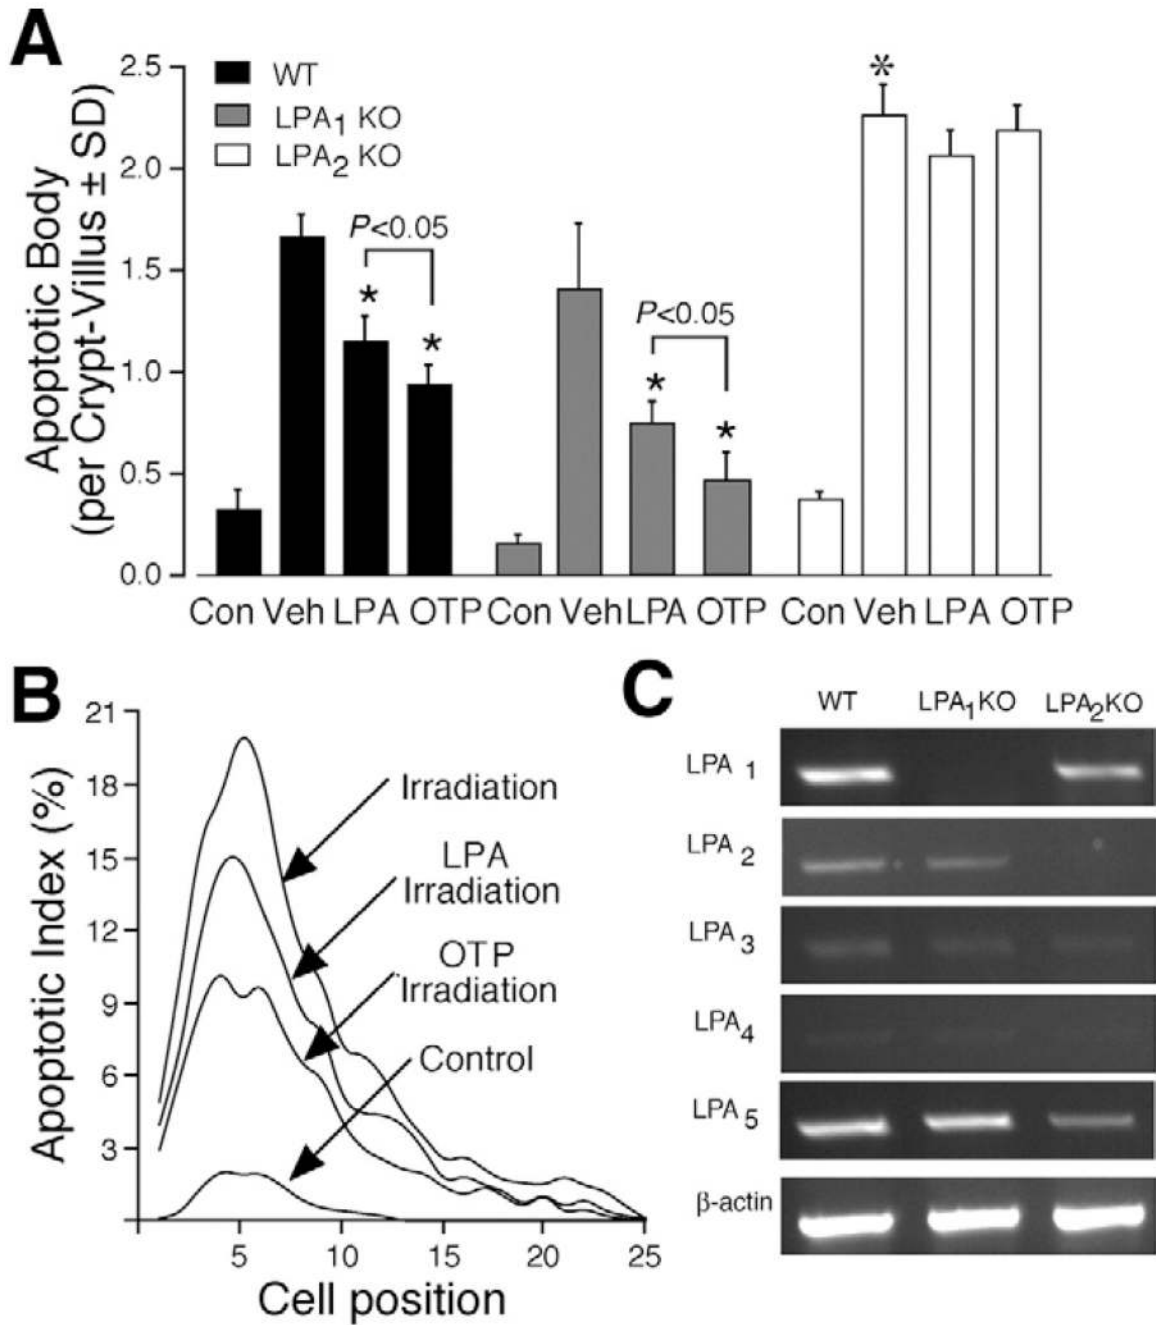 A
Apoptotic Body
(per Crypt-Villus ± SD)
2.5
2.0
1.5
1.0
0.5
0.0
WT
LPA1 KO
LPA2 KO
P<0.05
*
*
P<0.05
*
*
*
Con Veh LPA OTP Con Veh LPA OTP Con Veh LPA OTP
B
Apoptotic Index (%)
21
18
15
12
9
6
3
Irradiation
LPA
Irradiation
OTP
Irradiation
Control
5 10 15 20 25
Cell position
C
WT LPA1KO LPA2KO
LPA 1
LPA 2
LPA 3
LPA4
LPA 5
β-actin